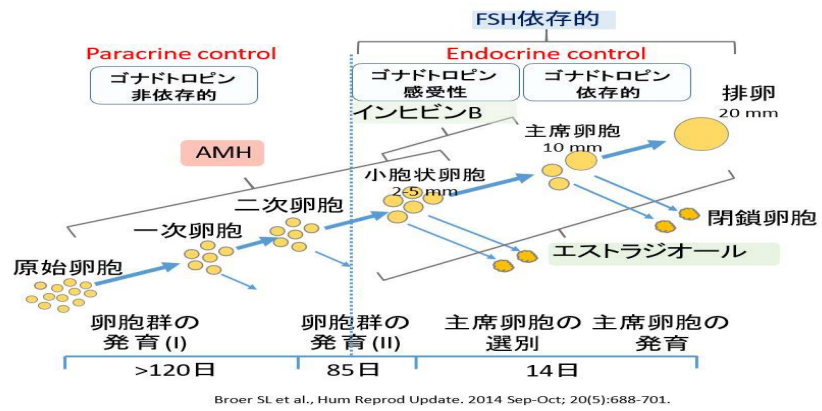 FSH依存的
Paracrine control
Endocrine control
ゴナドトロピン
非依存的
ゴナドトロピン
感受性
ゴナドトロピン
依存的
インヒビンB
排卵
20 mm
AMH
主席卵胞
10 mm
小胞状卵胞
2-5 mm
二次卵胞
一次卵胞
原始卵胞
閉鎖卵胞
エストラジオール
卵胞群の
発育(I)
卵胞群の
発育(II)
主席卵胞の
選別
主席卵胞の
発育
>120日
85日
14日
Broer SL et al., Hum Reprod Update. 2014 Sep-Oct; 20(5):688-701.